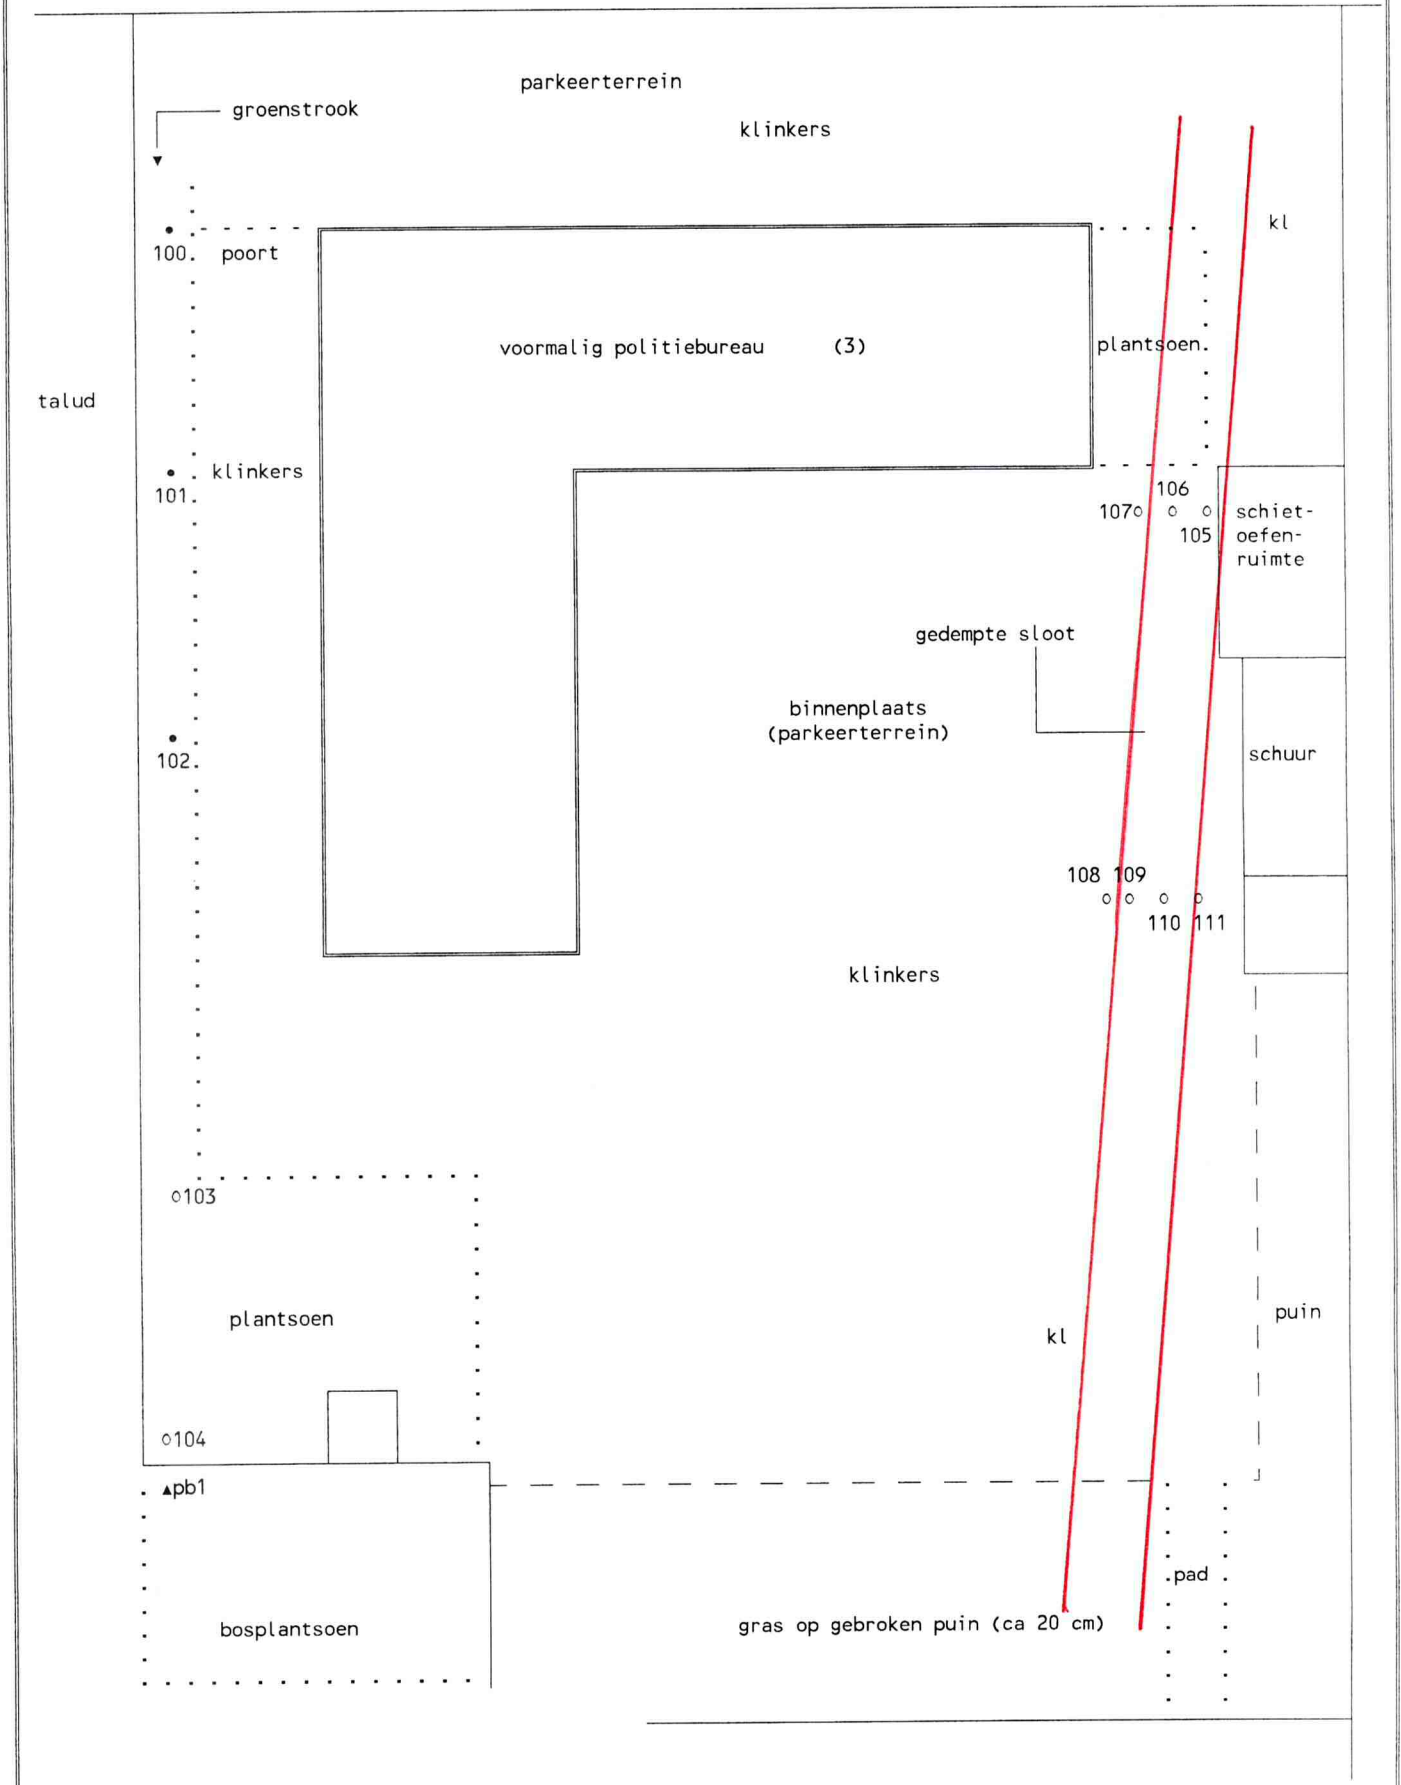 parkeerterrein
groenstrook
klinkers
kl
100.
poort
voormalig politiebureau (3)
plantsoen.
talud
klinkers
101.
106
107
105
schiet-
oefen-
ruimte
gedempte sloot
binnenplaats
(parkeerterrein)
102.
schuur
108 109
110 111
klinkers
103
plantsoen
puin
kl
104
pb1
pad
bosplantsoen
gras op gebroken puin (ca 20 cm)